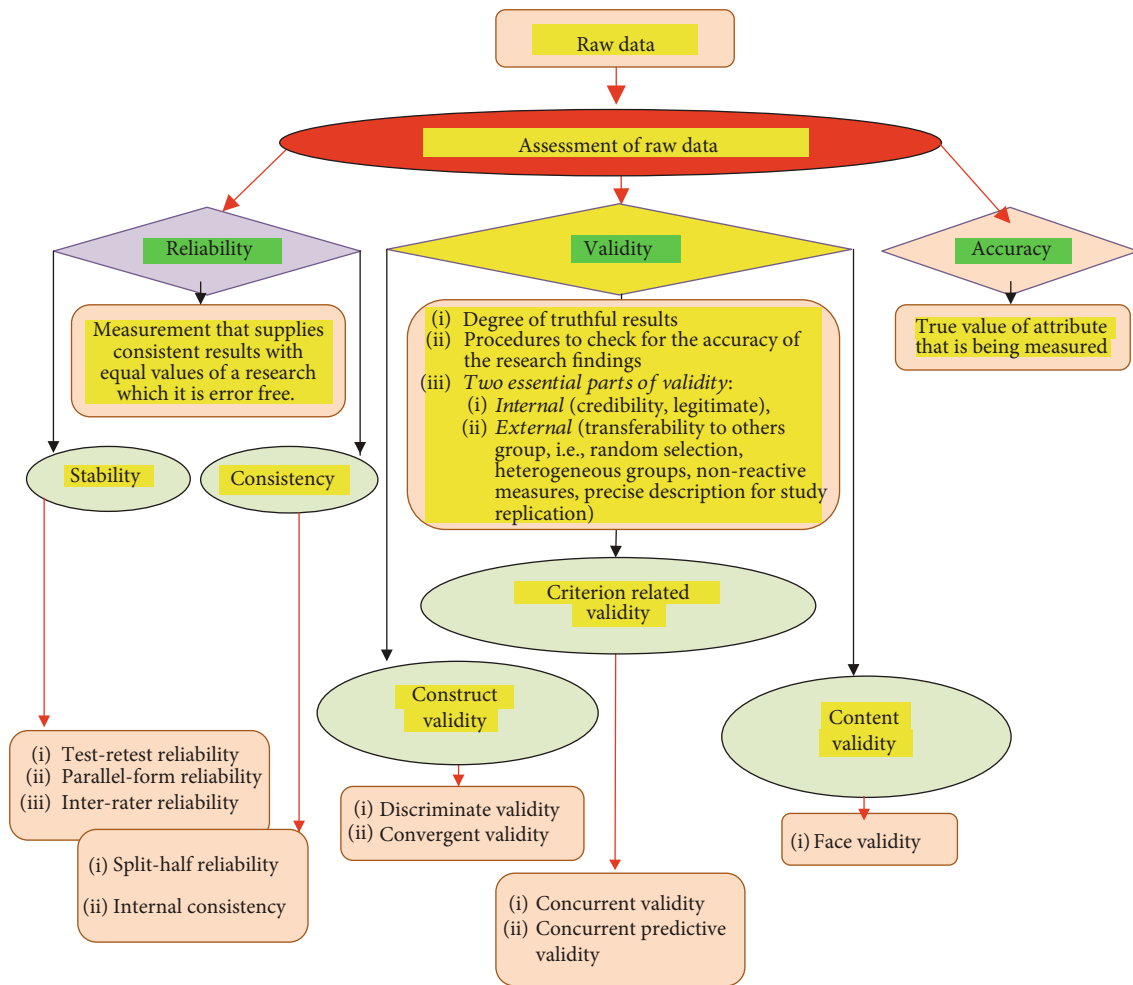 Raw data
Assessment of raw data
Reliability
Validity
Accuracy
Measurement that supplies
consistent results with
equal values of a research
which it is error free.
(i) Degree of truthful results
(ii) Procedures to check for the accuracy of
the research findings
(iii) Two essential parts of validity:
(i) Internal (credibility, legitimate),
(ii) External (transferability to others
group, i.e., random selection,
heterogeneous groups, non-reactive
measures, precise description for study
replication)
True value of attribute
that is being measured
Stability
Consistency
Criterion related
validity
Construct
validity
Content
validity
(i) Test-retest reliability
(ii) Parallel-form reliability
(iii) Inter-rater reliability
(i) Split-half reliability
(ii) Internal consistency
(i) Discriminate validity
(ii) Convergent validity
(i) Concurrent validity
(ii) Concurrent predictive
validity
(i) Face validity